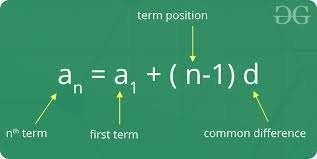 term position
aₙ = a₁ + ( n-1) d
nᵗʰ term
first term
common difference